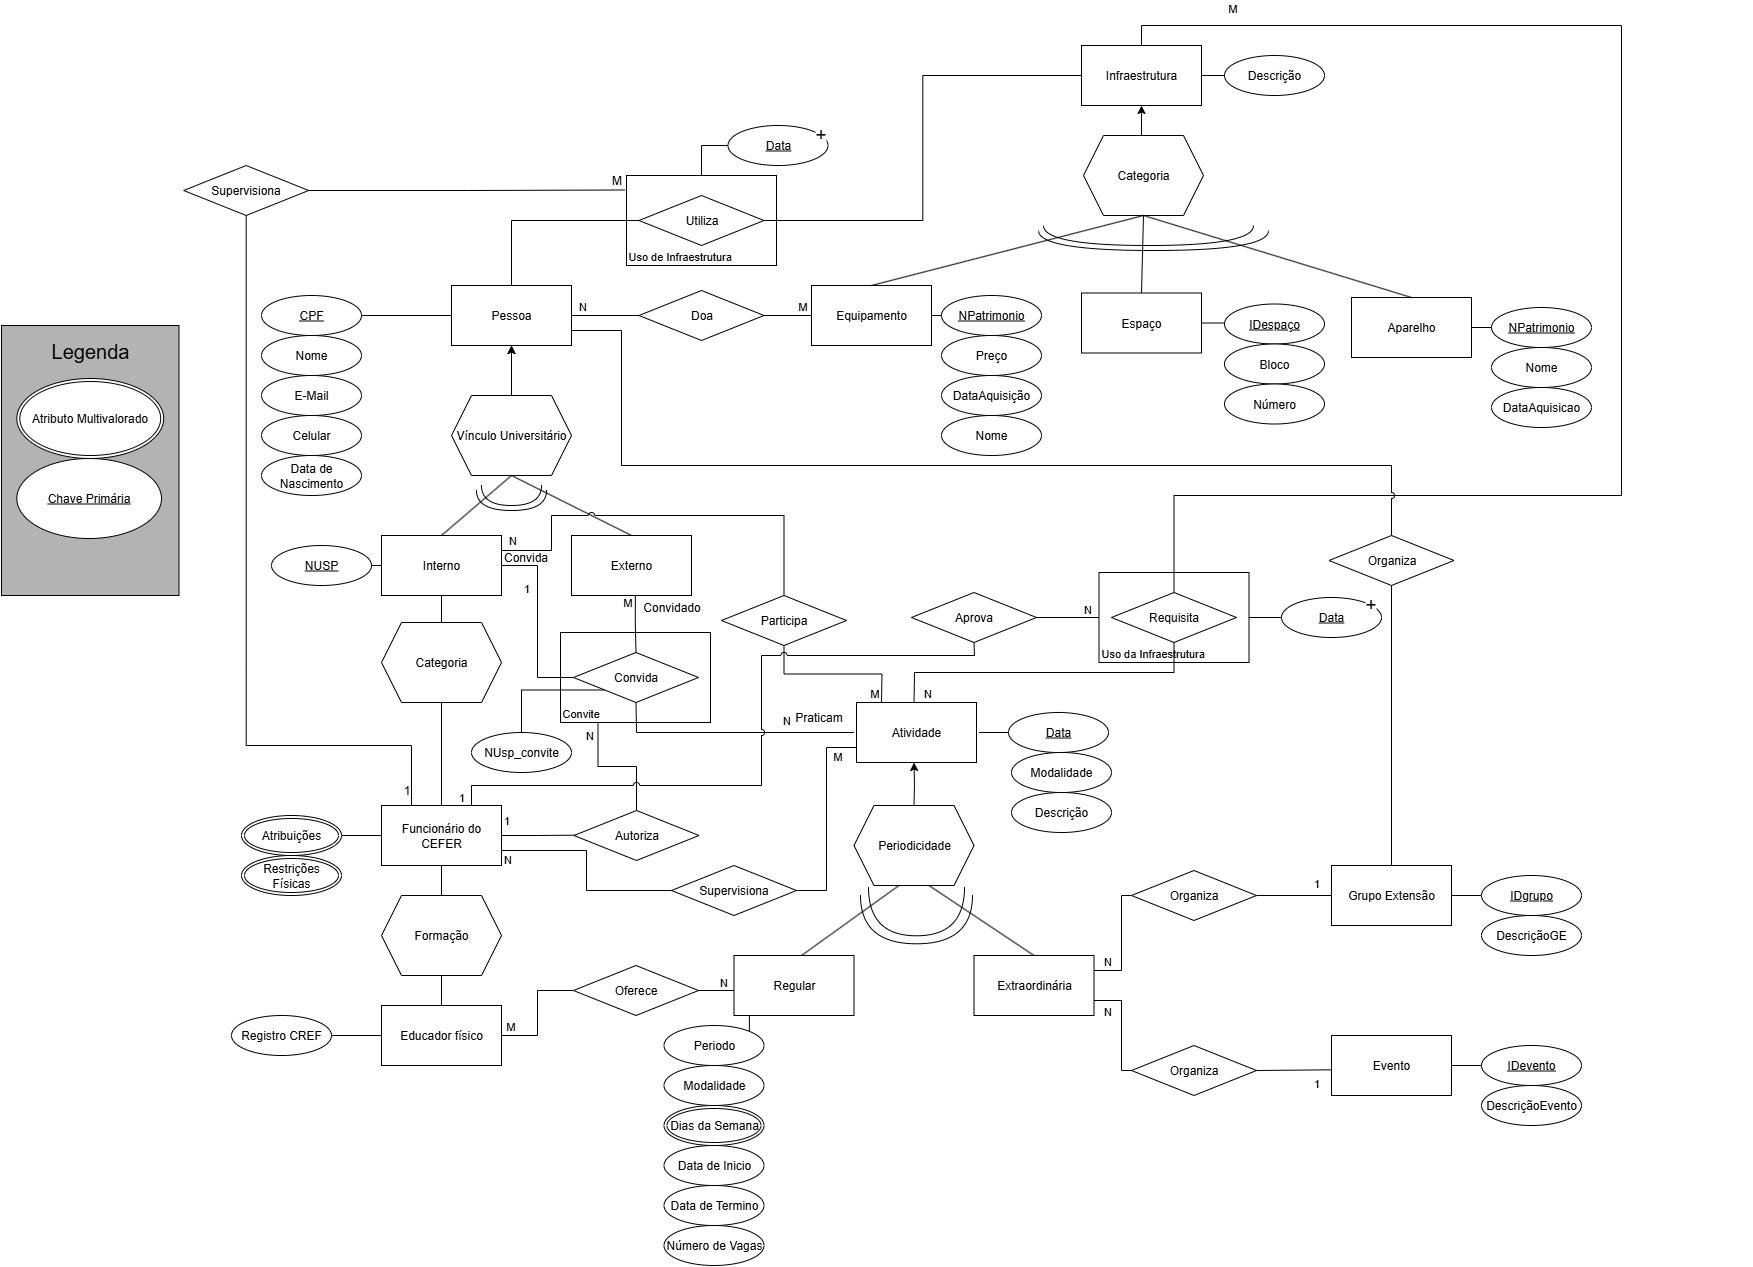 M
Infraestrutura
Descrição
Data
+
Categoria
Supervisiona
M
Utiliza
Uso de Infraestrutura
CPF
Pessoa
N
Doa
M
Equipamento
NPatrimonio
Espaço
IDespaço
Aparelho
NPatrimonio
Legenda
Nome
Preço
Bloco
Nome
Atributo Multivalorado
E-Mail
DataAquisição
Número
DataAquisicao
Celular
Vínculo Universitário
Nome
Data de
Nascimento
Chave Primária
N
Convida
NUSP
Interno
Externo
Organiza
1
M
Convidado
Participa
Aprova
N
Requisita
Data
+
Uso da Infraestrutura
Categoria
Convida
Convite
M
N
N
Praticam
Atividade
Data
N
NUsp_convite
M
Modalidade
1
1
Descrição
Atribuições
Funcionário do
CEFER
1
Autoriza
Periodicidade
N
Restrições
Físicas
Supervisiona
Organiza
1
Grupo Extensão
IDgrupo
Formação
DescriçãoGE
N
Oferece
N
Regular
Extraordinária
N
Registro CREF
Educador físico
M
Periodo
Organiza
1
Evento
IDevento
Modalidade
DescriçãoEvento
Dias da Semana
Data de Inicio
Data de Termino
Número de Vagas